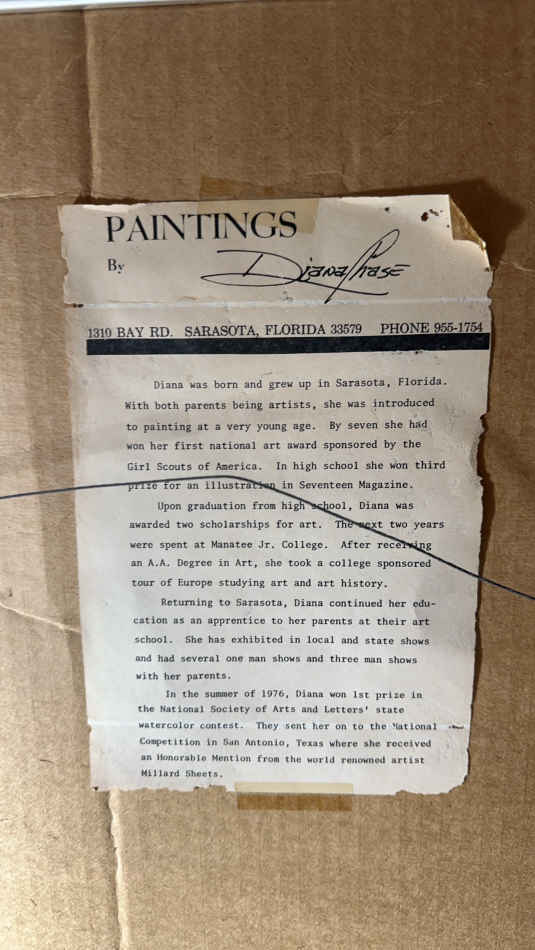 PAINTINGS
By Diana Chase
1310 BAY RD. SARASOTA, FLORIDA 33579 PHONE 955-1754
Diana was born and grew up in Sarasota, Florida.
With both parents being artists, she was introduced
to painting at a very young age. By seven she had
won her first national art award sponsored by the
Girl Scouts of America. In high school she won third
prize for an illustration in Seventeen Magazine.
Upon graduation from high school, Diana was
awarded two scholarships for art. The next two years
were spent at Manatee Jr. College. After receiving
an A.A. Degree in Art, she took a college sponsored
tour of Europe studying art and art history.
Returning to Sarasota, Diana continued her edu-
cation as an apprentice to her parents at their art
school. She has exhibited in local and state shows
and had several one man shows and three man shows
with her parents.
In the summer of 1976, Diana won 1st prize in
the National Society of Arts and Letters' state
watercolor contest. They sent her on to the National
Competition in San Antonio, Texas where she received
an Honorable Mention from the world renowned artist
Millard Sheets.